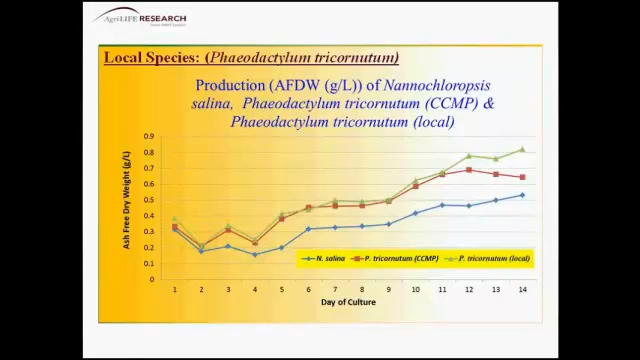 AgriLIFE RESEARCH
Local Species: (Phaeodactylum tricornutum)
Production (AFDW (g/L)) of Nannochloropsis
salina, Phaeodactylum tricornutum (CCMP) &
Phaeodactylum tricornutum (local)
Ash Free Dry Weight (g/L)
0.9
0.8
0.7
0.6
0.5
0.4
0.3
0.2
0.1
0
N. salina P. tricornutum (CCMP) P. tricornutum (local)
1 2 3 4 5 6 7 8 9 10 11 12 13 14
Day of Culture